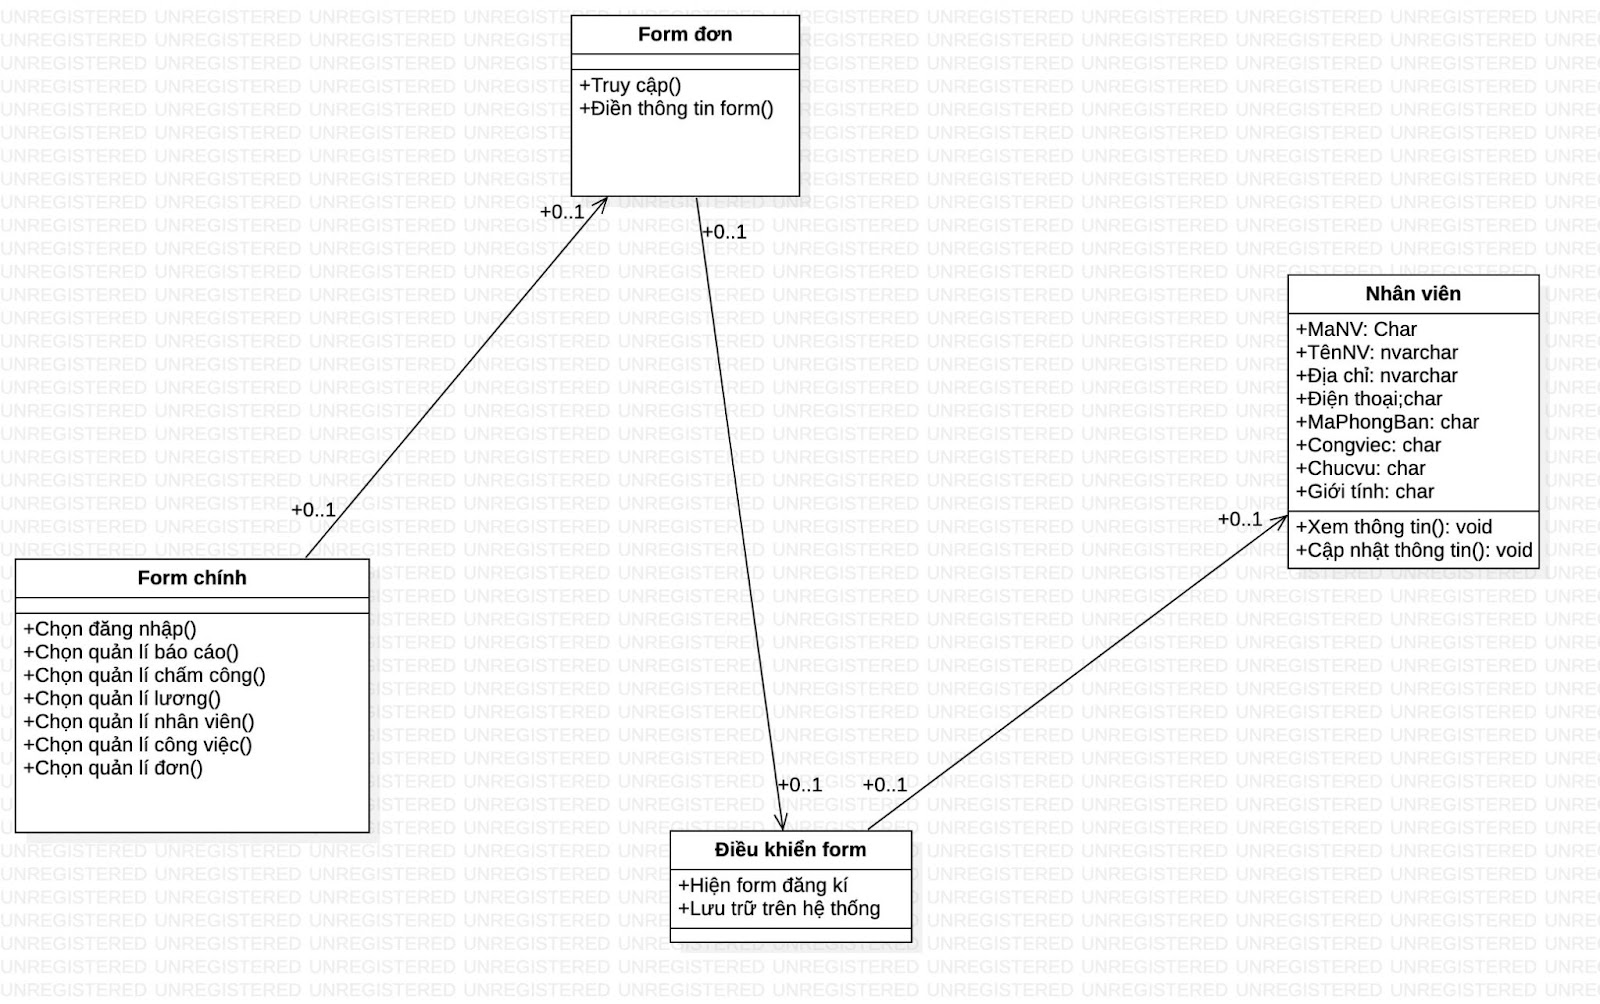 Form đơn
+Truy cập()
+Điền thông tin form()
+0..1
+0..1
Nhân viên
+MaNV: Char
+TênNV: nvarchar
+Địa chỉ: nvarchar
+Điện thoại;char
+MaPhongBan: char
+Congviec: char
+Chucvu: char
+Giới tính: char
+Xem thông tin(): void
+Cập nhật thông tin(): void
+0..1
+0..1
Form chính
+Chọn đăng nhập()
+Chọn quản lí báo cáo()
+Chọn quản lí chấm công()
+Chọn quản lí lương()
+Chọn quản lí nhân viên()
+Chọn quản lí công việc()
+Chọn quản lí đơn()
+0..1
+0..1
Điều khiển form
+Hiện form đăng kí
+Lưu trữ trên hệ thống
UNREGISTERED